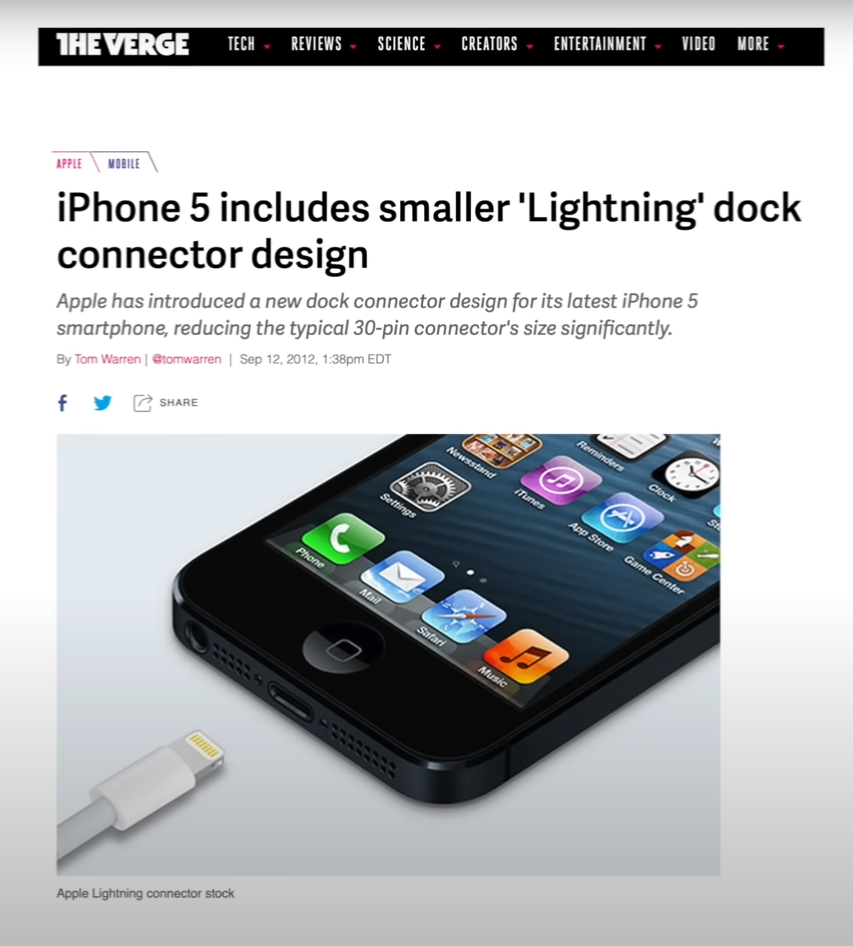 THE VERGE
TECH REVIEWS SCIENCE CREATORS ENTERTAINMENT VIDEO MORE
APPLE MOBILE
iPhone 5 includes smaller 'Lightning' dock
connector design
Apple has introduced a new dock connector design for its latest iPhone 5
smartphone, reducing the typical 30-pin connector's size significantly.
By Tom Warren | @tomwarren | Sep 12, 2012, 1:38pm EDT
f SHARE
Newsstand
Reminders
Settings
iTunes
Clock
Phone
App Store
Game Center
Mail
Safari
Music
Apple Lightning connector stock